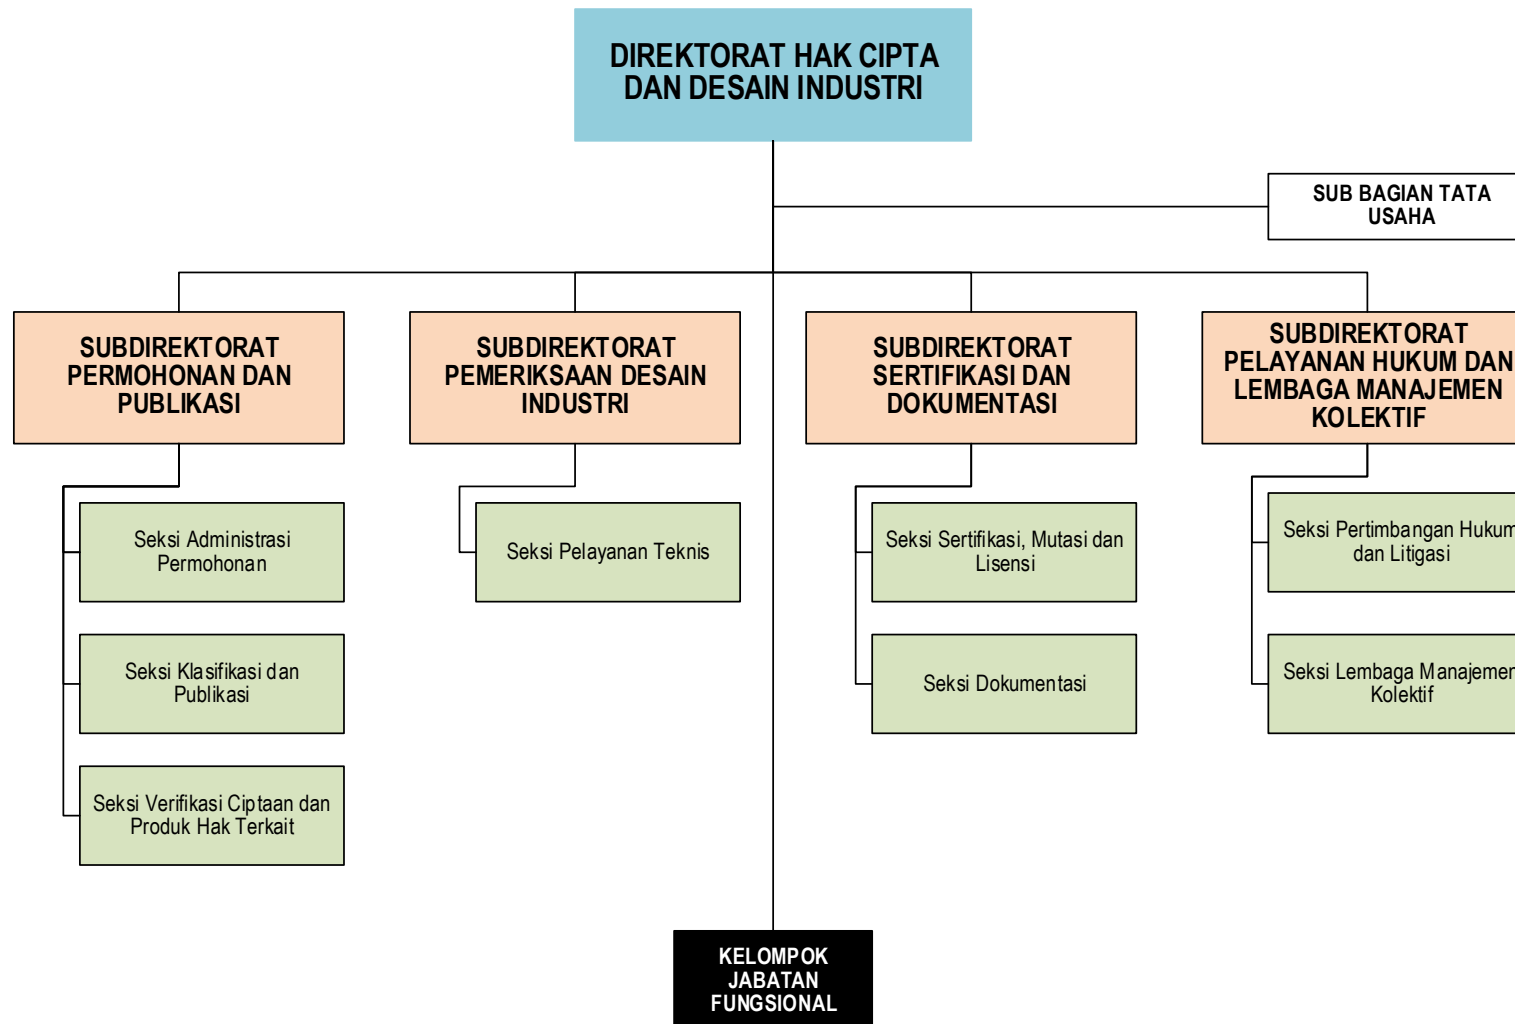 DIREKTORAT HAK CIPTA
DAN DESAIN INDUSTRI
SUB BAGIAN TATA
USAHA
SUBDIREKTORAT
PERMOHONAN DAN
PUBLIKASI
SUBDIREKTORAT
PEMERIKSAAN DESAIN
INDUSTRI
SUBDIREKTORAT
SERTIFIKASI DAN
DOKUMENTASI
SUBDIREKTORAT
PELAYANAN HUKUM DAN
LEMBAGA MANAJEMEN
KOLEKTIF
Seksi Administrasi
Permohonan
Seksi Klasifikasi dan
Publikasi
Seksi Verifikasi Ciptaan dan
Produk Hak Terkait
Seksi Pelayanan Teknis
Seksi Sertifikasi, Mutasi dan
Lisensi
Seksi Dokumentasi
Seksi Pertimbangan Hukum
dan Litigasi
Seksi Lembaga Manajemen
Kolektif
KELOMPOK
JABATAN
FUNGSIONAL